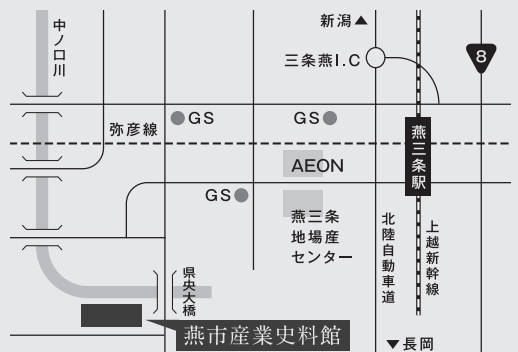 新潟▲
中ノ口川
三条燕I.C
8
弥彦線
GS
GS
燕三条駅
AEON
GS
燕三条
地場産
センター
北陸自動車道
上越新幹線
県央大橋
燕市産業史料館
▼長岡